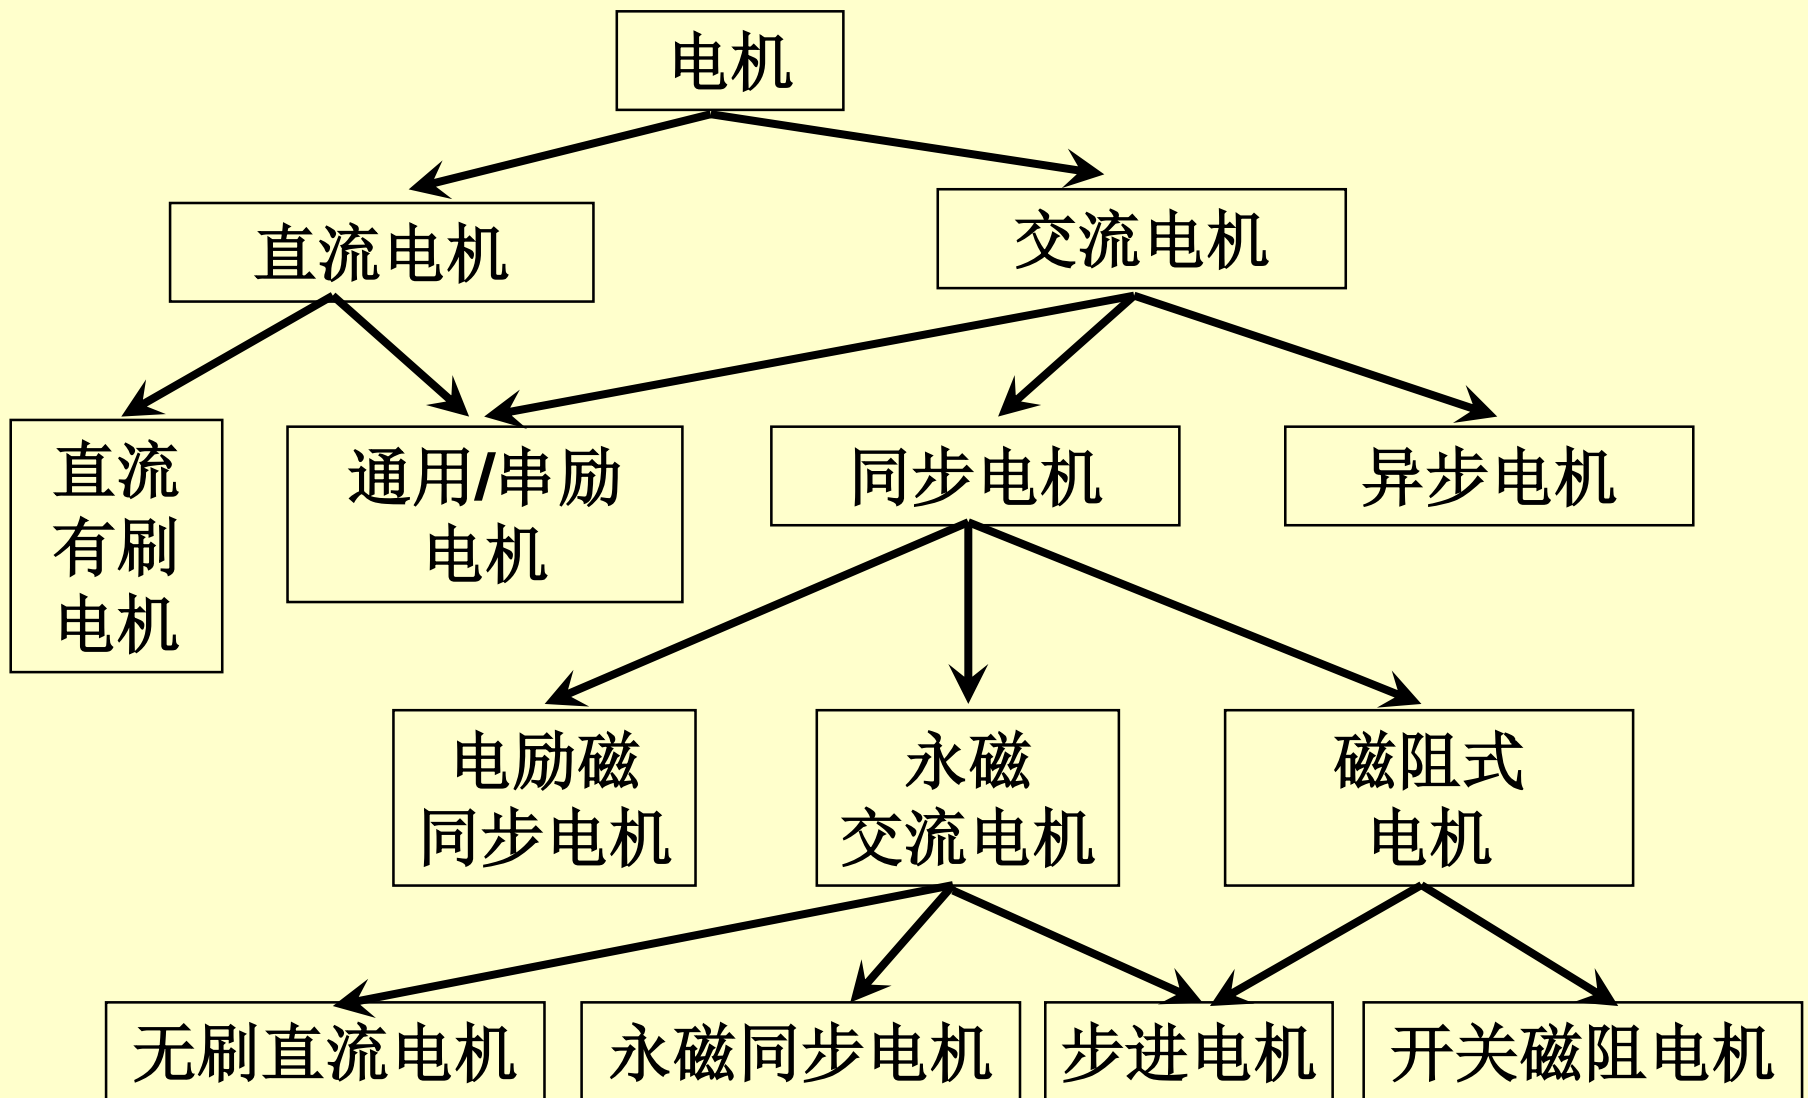 电机
直流电机
交流电机
直流
有刷
电机
通用/串励
电机
同步电机
异步电机
电励磁
同步电机
永磁
交流电机
磁阻式
电机
无刷直流电机
永磁同步电机
步进电机
开关磁阻电机